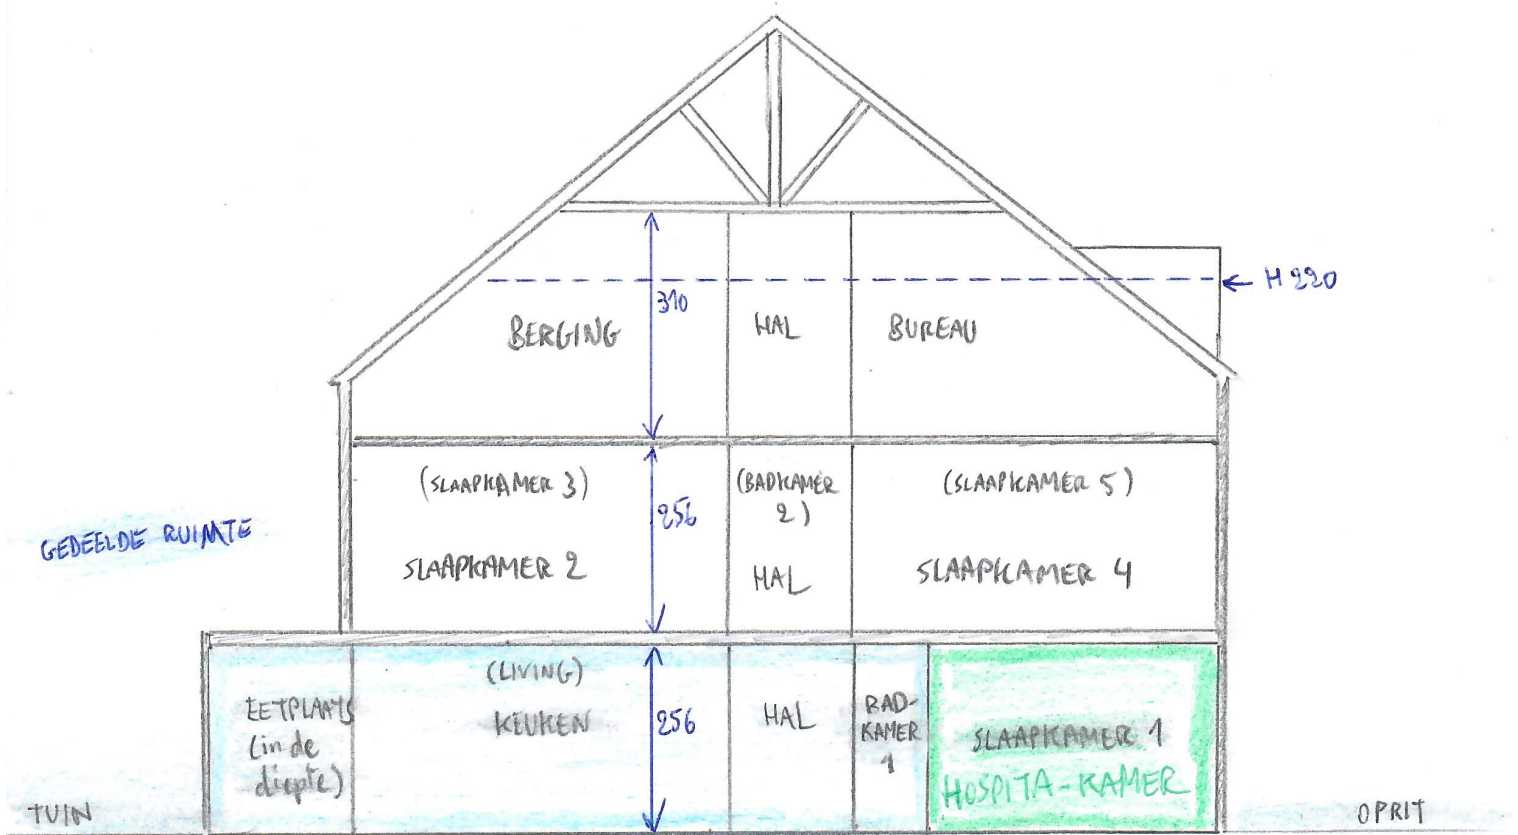 ← H 220
310
BERGING
HAL
BUREAU
(SLAAPKAMER 3)
(BADKAMER
2)
(SLAAPKAMER 5)
256
GEDEELDE RUIMTE
SLAAPKAMER 2
HAL
SLAAPKAMER 4
(LIVING)
EETPLAATS
(in de
diepte)
KEUKEN
256
HAL
BAD-
KAMER
1
SLAAPKAMER 1
HOSPITA-KAMER
TUIN
OPRIT